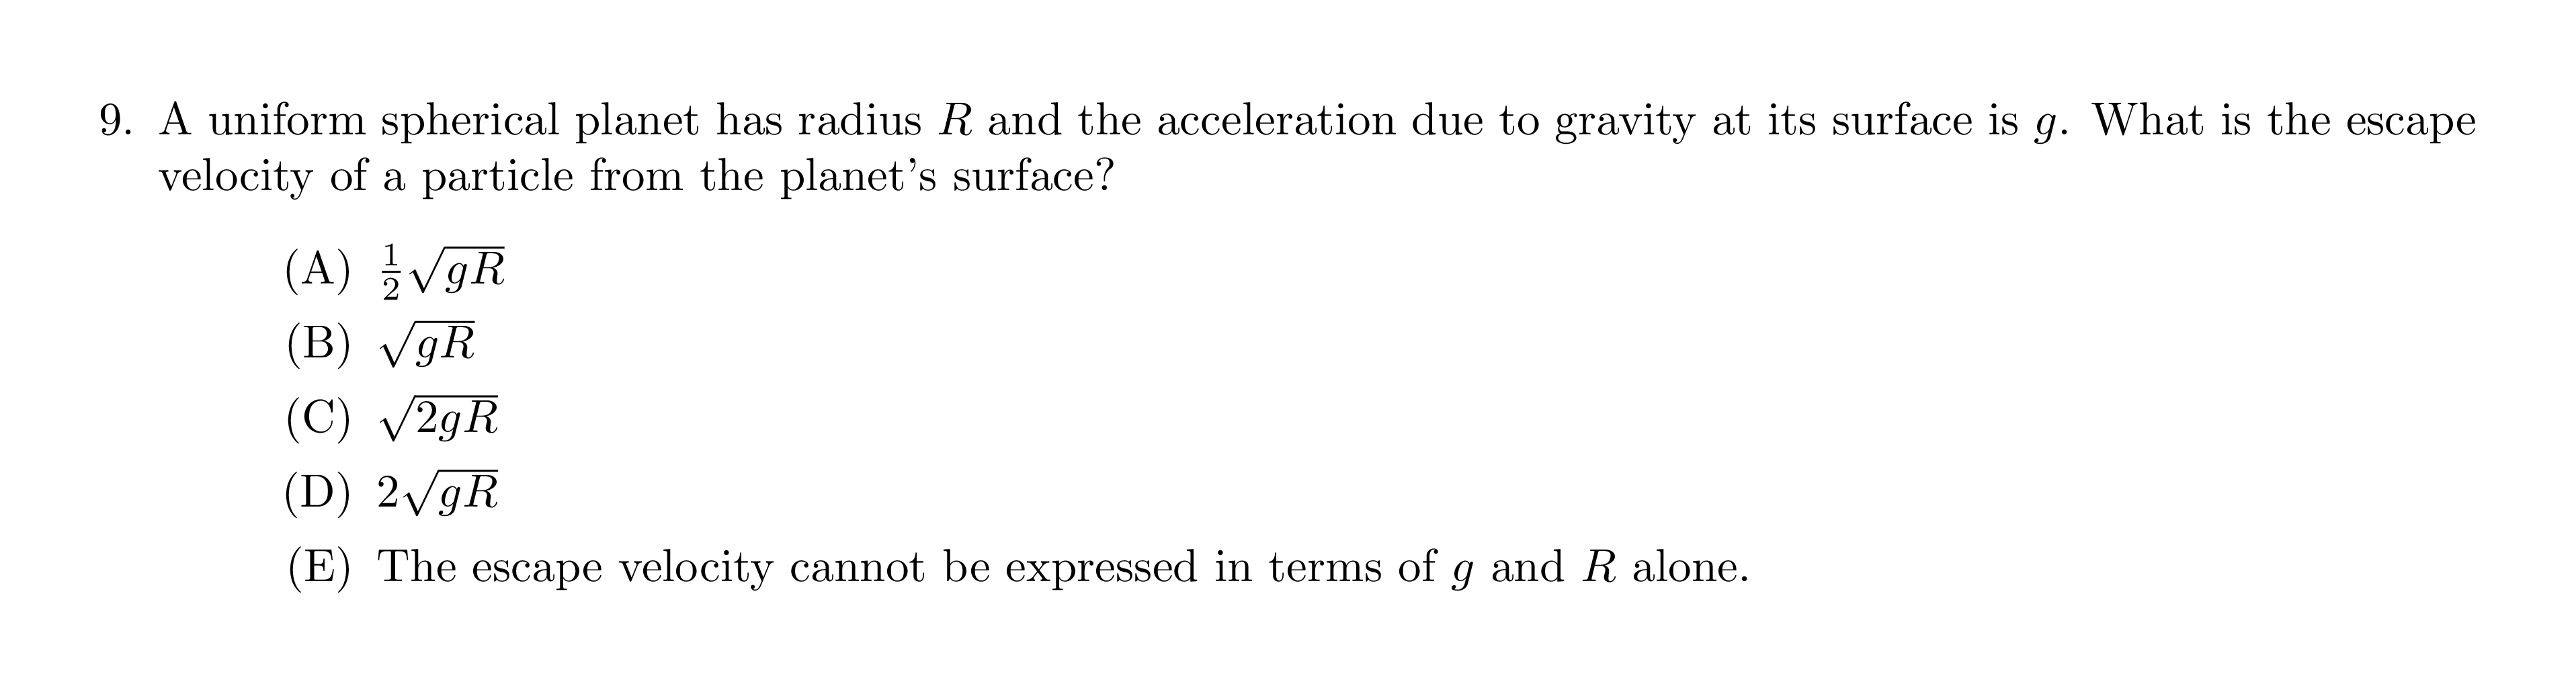 9. A uniform spherical planet has radius R and the acceleration due to gravity at its surface is g. What is the escape
velocity of a particle from the planet's surface?
(A) $\frac{1}{2}\sqrt{gR}$
(B) $\sqrt{gR}$
(C) $\sqrt{2gR}$
(D) $2\sqrt{gR}$
(E) The escape velocity cannot be expressed in terms of g and R alone.